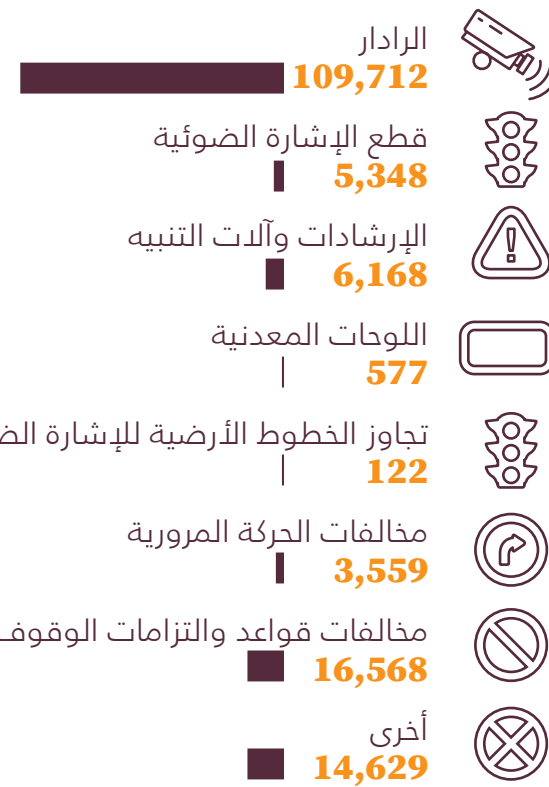 الرادار
109,712
قطع الإشارة الضوئية
5,348
الإرشادات وآلات التنبيه
6,168
اللوحات المعدنية
577
تجاوز الخطوط الأرضية للإشارة
122
مخالفات الحركة المرورية
3,559
مخالفات قواعد والتزامات الوقوف
16,568
أخرى
14,629